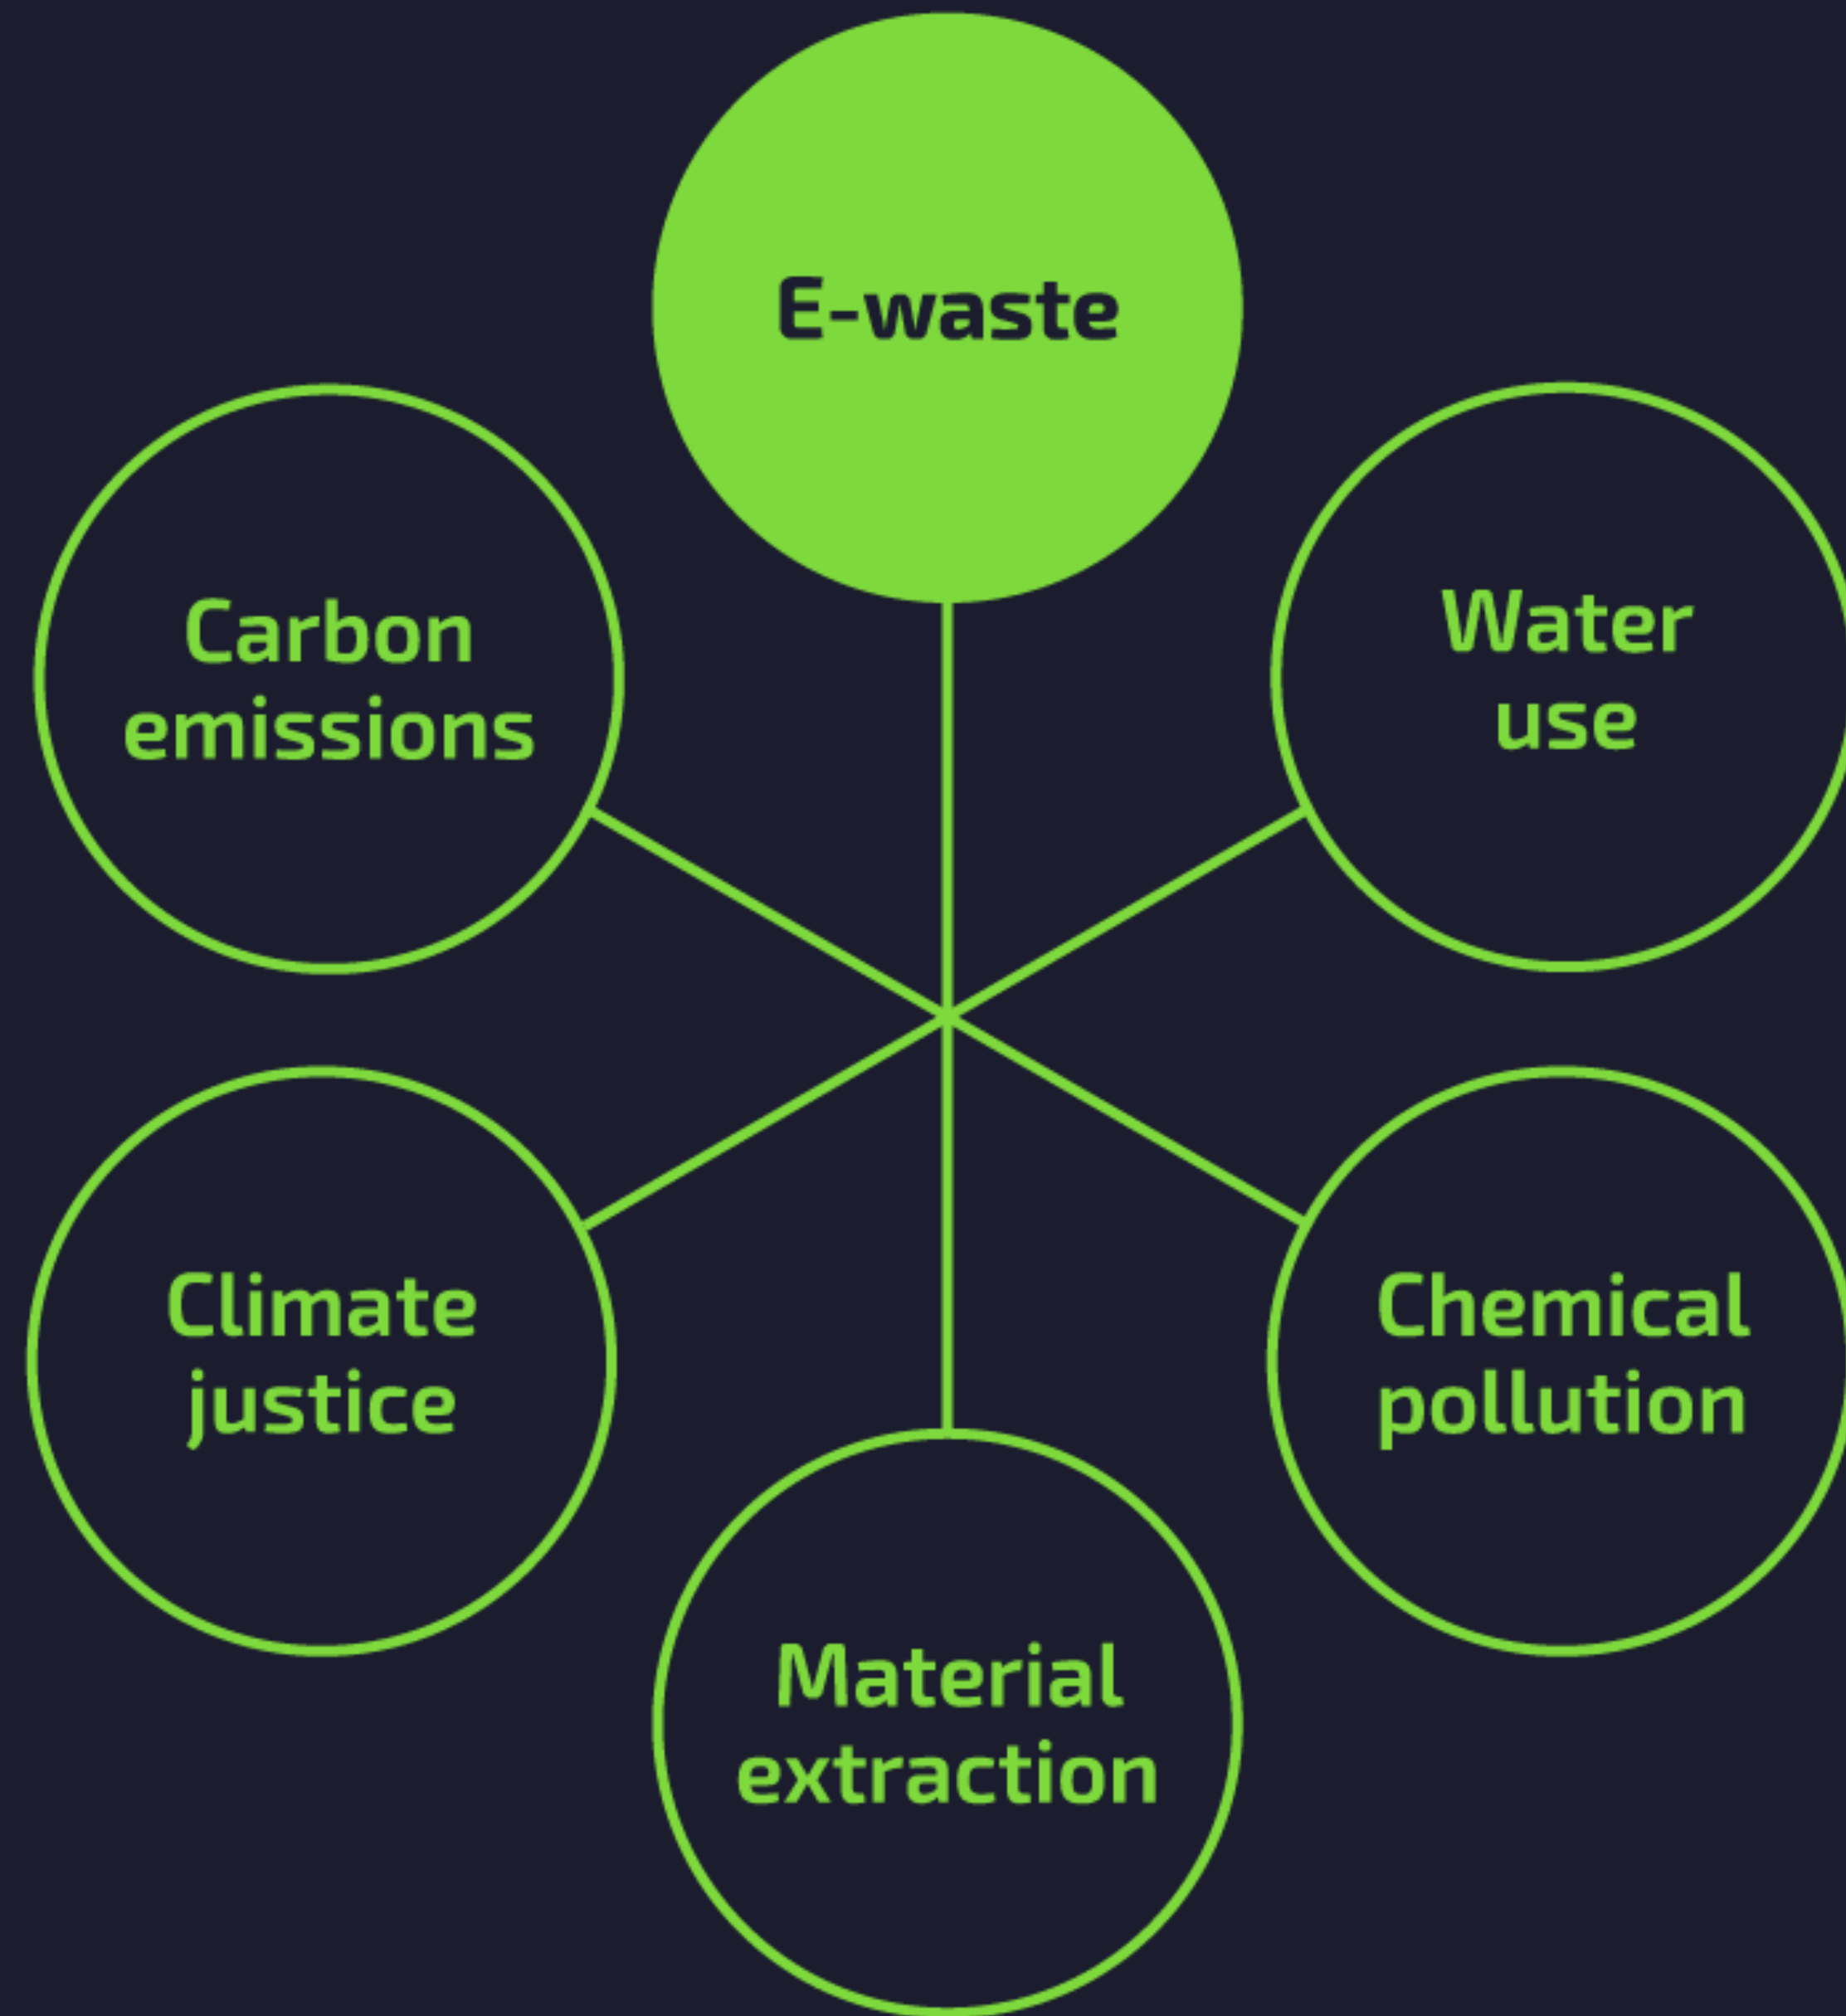 E-waste
Carbon
emissions
Water
use
Climate
justice
Chemical
pollution
Material
extraction